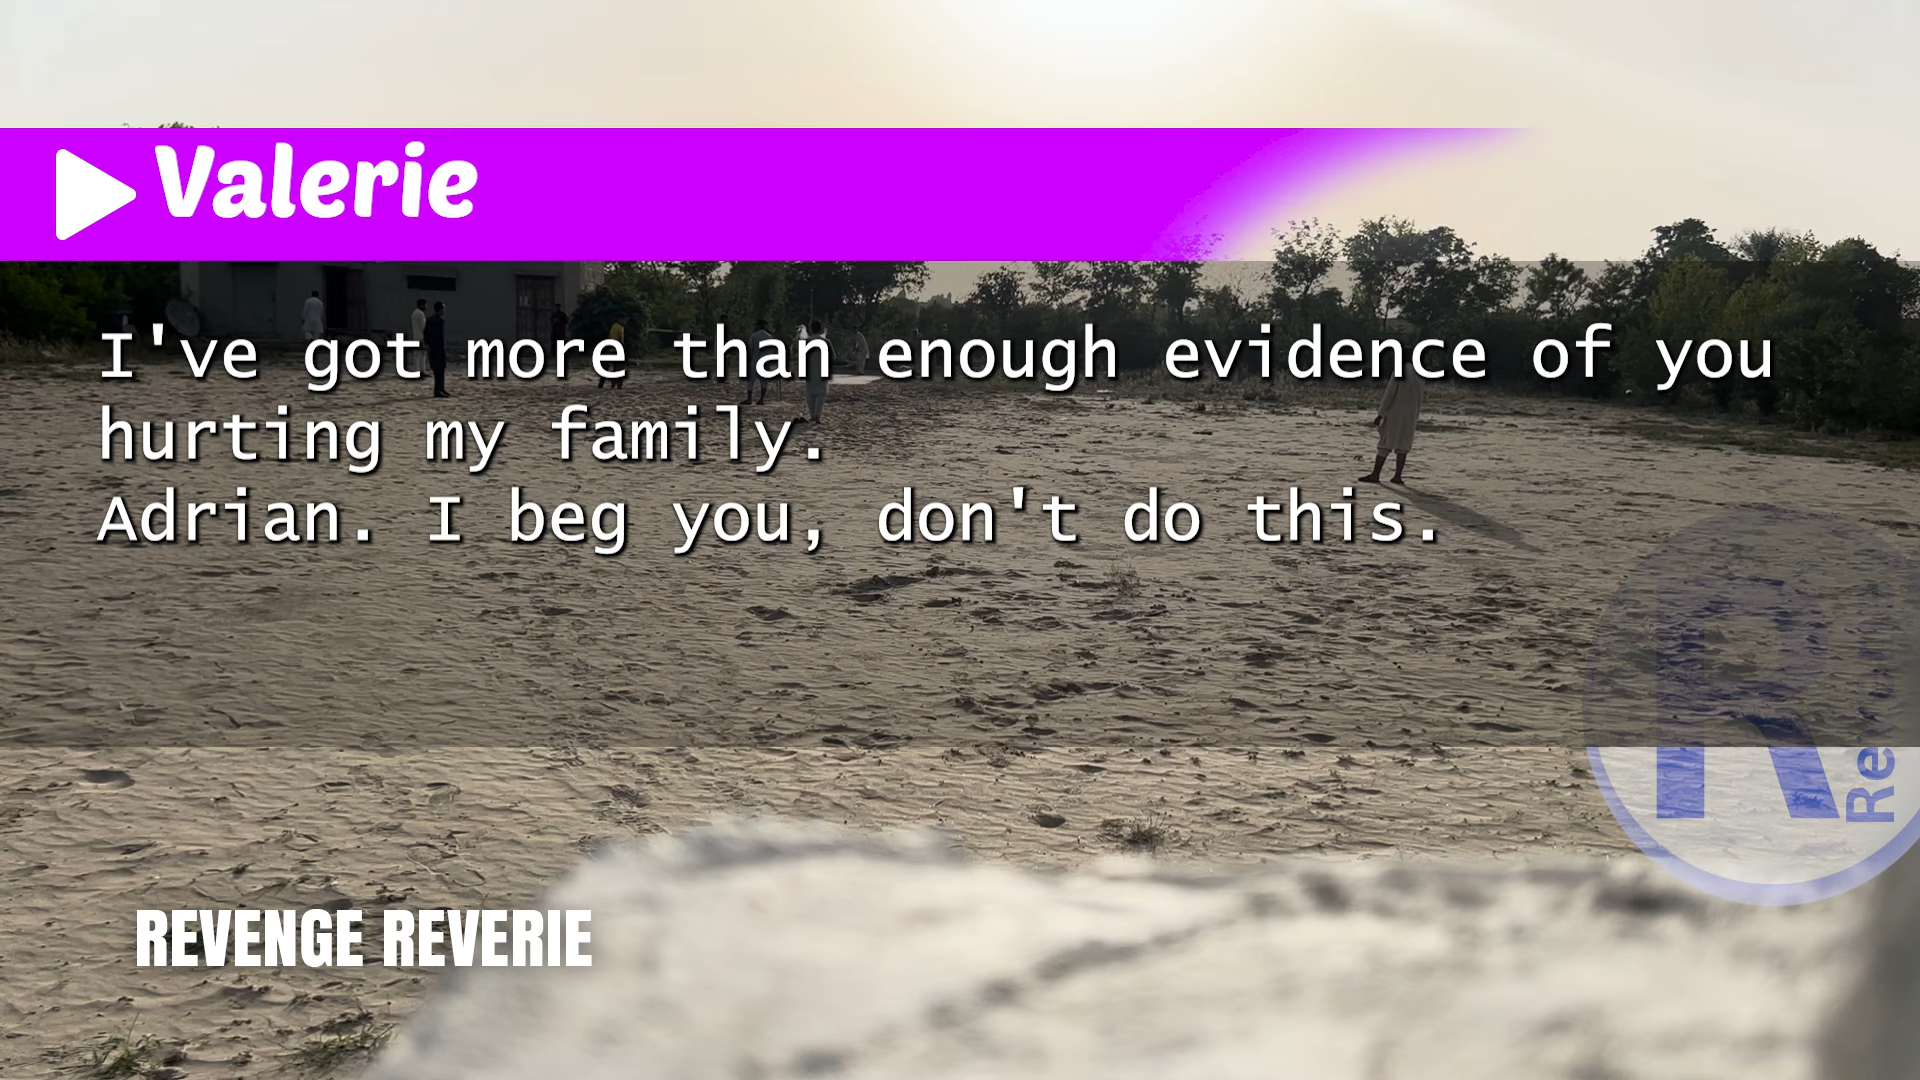 Valerie
I've got more than enough evidence of you
hurting my family.
Adrian. I beg you, don't do this.
R
REVENGE REVERIE